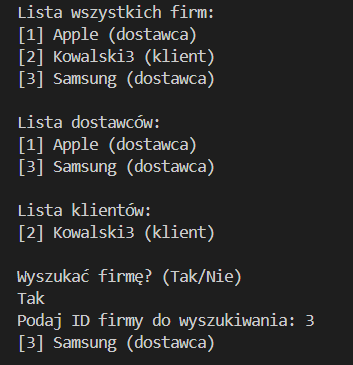 Lista wszystkich firm:
[1] Apple (dostawca)
[2] Kowalski3 (klient)
[3] Samsung (dostawca)
Lista dostawców:
[1] Apple (dostawca)
[3] Samsung (dostawca)
Lista klientów:
[2] Kowalski3 (klient)
Wyszukać firmę? (Tak/Nie)
Tak
Podaj ID firmy do wyszukiwania: 3
[3] Samsung (dostawca)